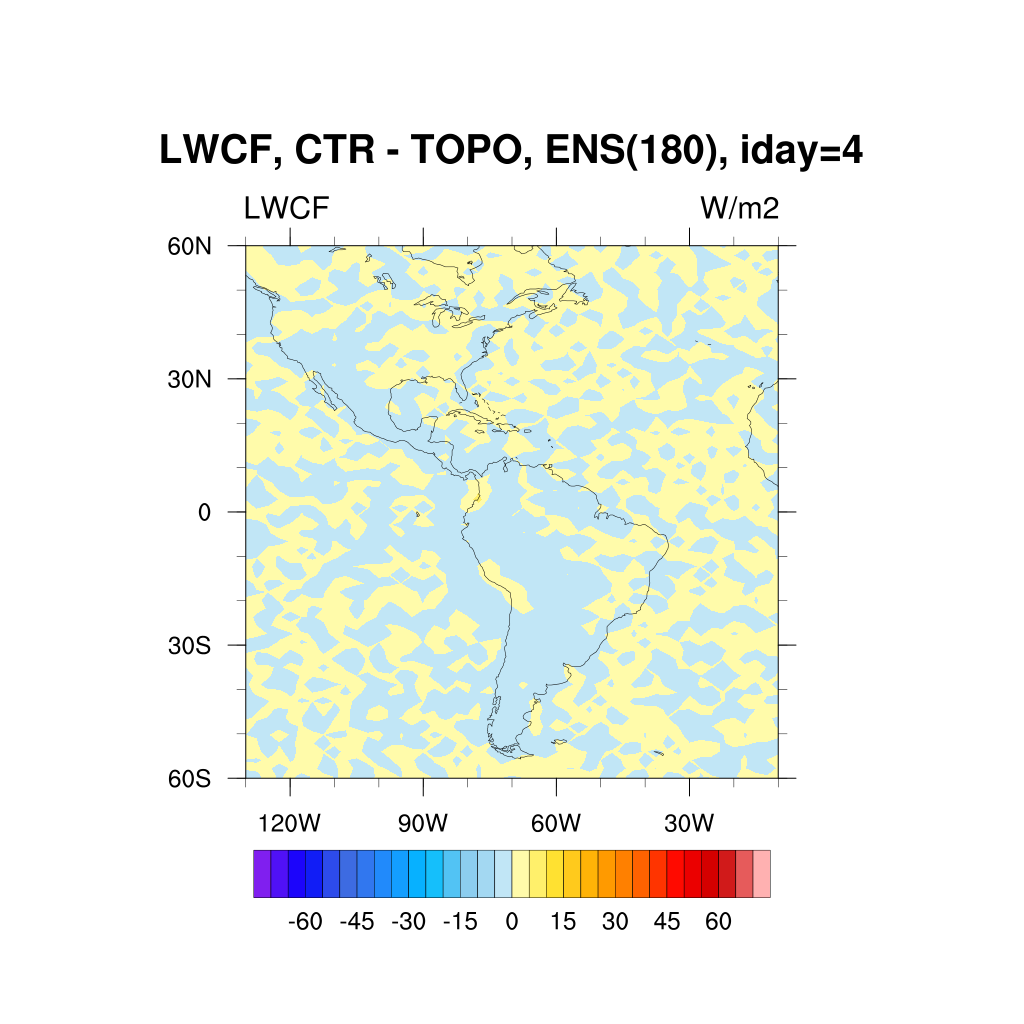 LWCF, CTR - TOPO, ENS(180), iday=4
LWCF W/m2
60N
30N
0
30S
60S
120W 90W 60W 30W
-60 -45 -30 -15 0 15 30 45 60